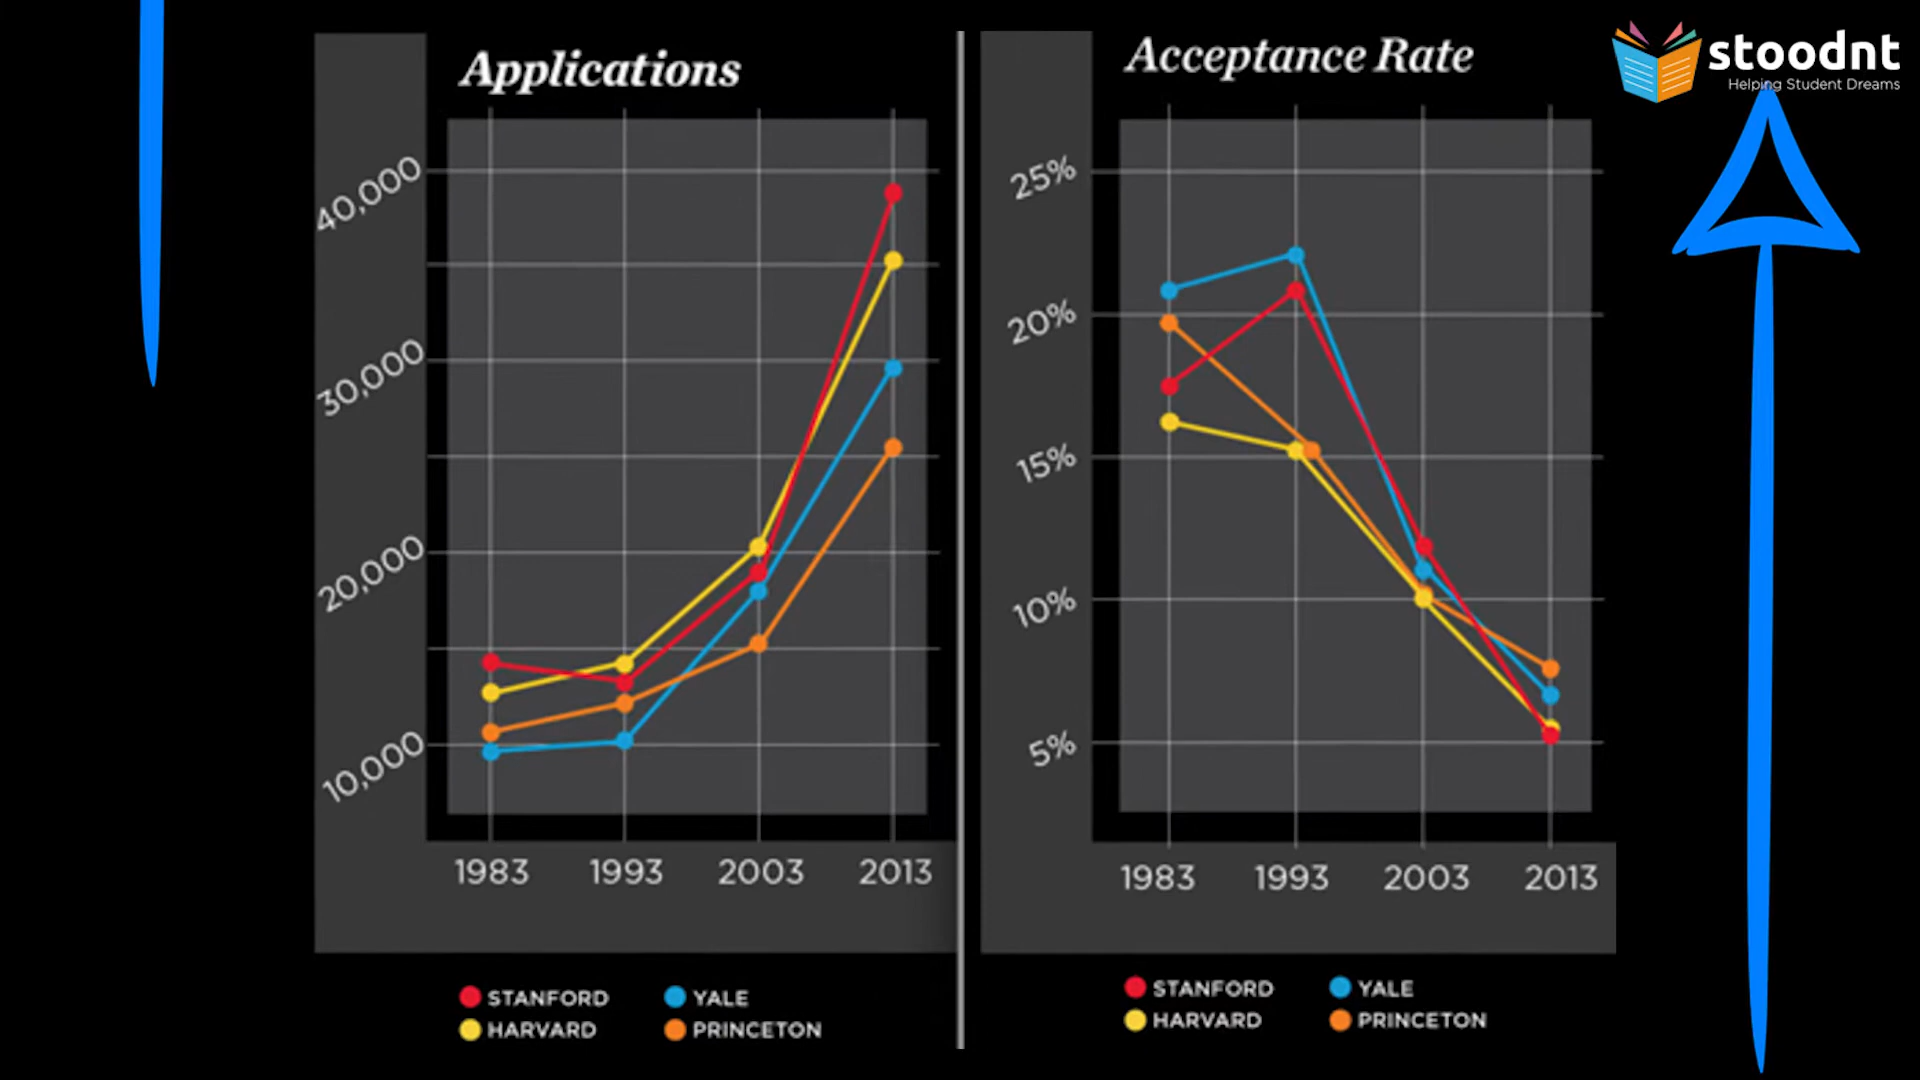 Applications
40,000
30,000
20,000
10,000
1983 1993 2003 2013
STANFORD YALE
HARVARD PRINCETON
Acceptance Rate
25%
20%
15%
10%
5%
1983 1993 2003 2013
STANFORD YALE
HARVARD PRINCETON
stoodnt
Helping Student Dreams